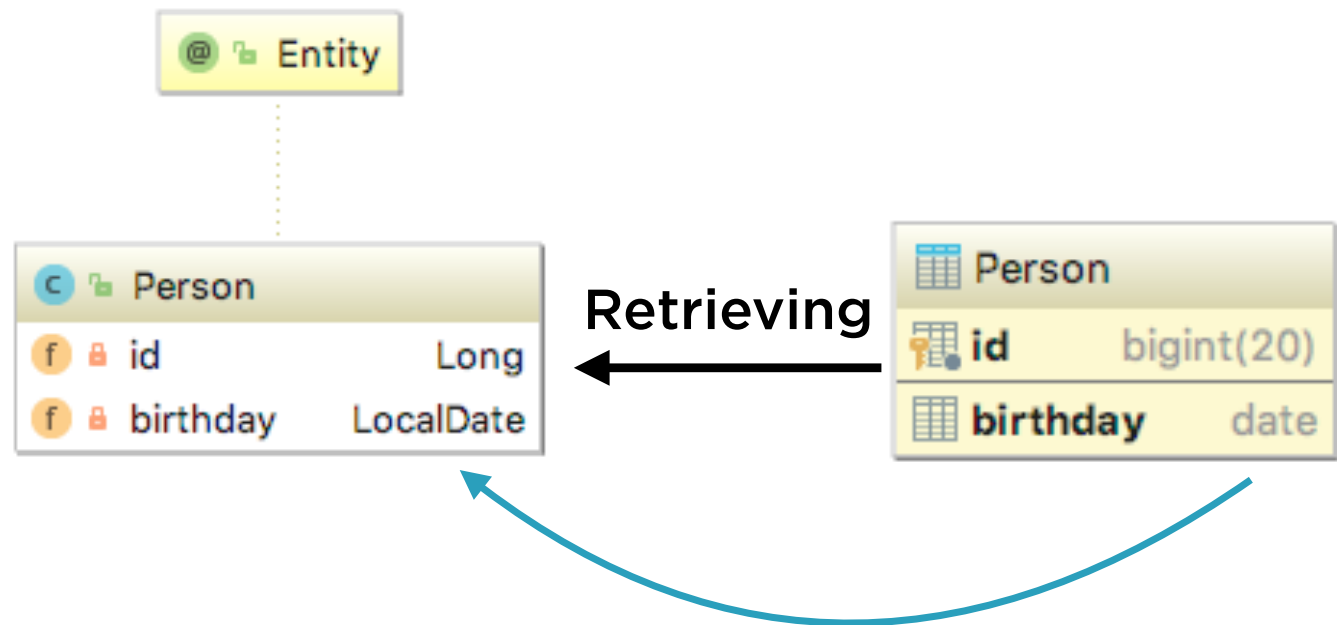 @ Entity
C Person
f id Long
f birthday LocalDate
Retrieving
Person
id bigint(20)
birthday date